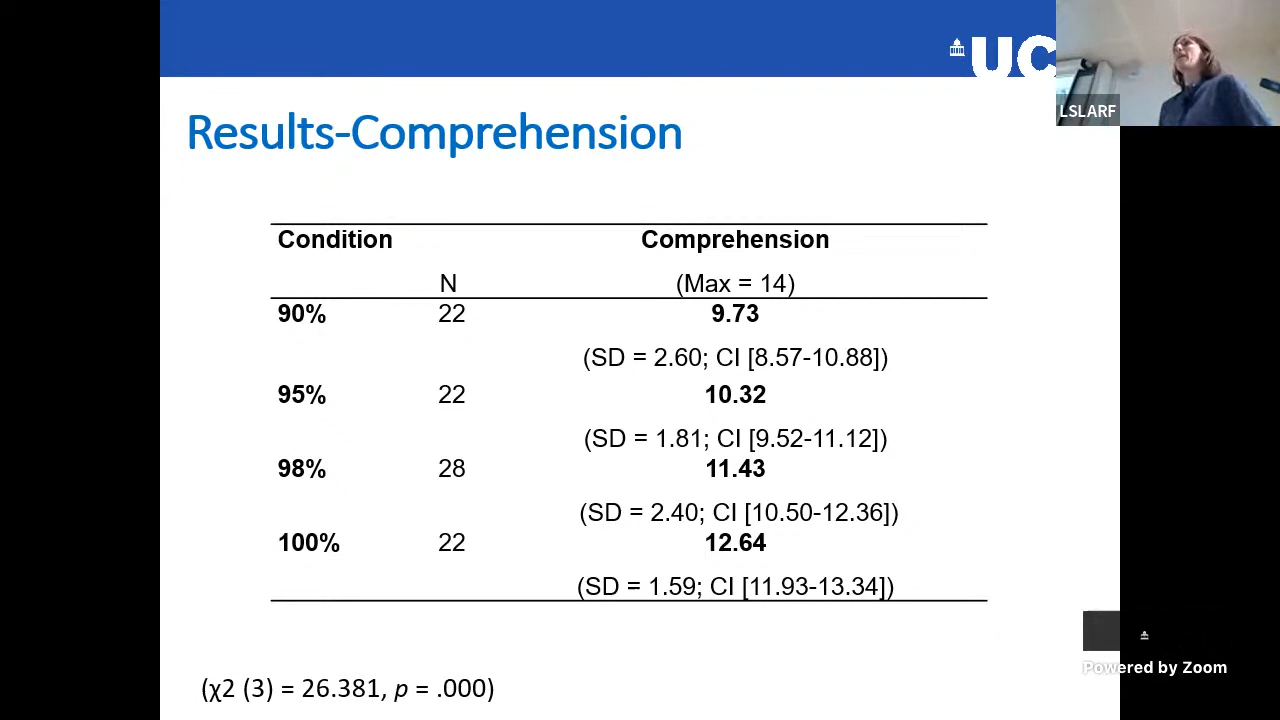 UC
LSLARF
Results-Comprehension
Condition Comprehension
N (Max = 14)
90% 22 9.73
(SD = 2.60; CI [8.57-10.88])
95% 22 10.32
(SD = 1.81; CI [9.52-11.12])
98% 28 11.43
(SD = 2.40; CI [10.50-12.36])
100% 22 12.64
(SD = 1.59; CI [11.93-13.34])
(χ2 (3) = 26.381, p = .000)
Powered by Zoom